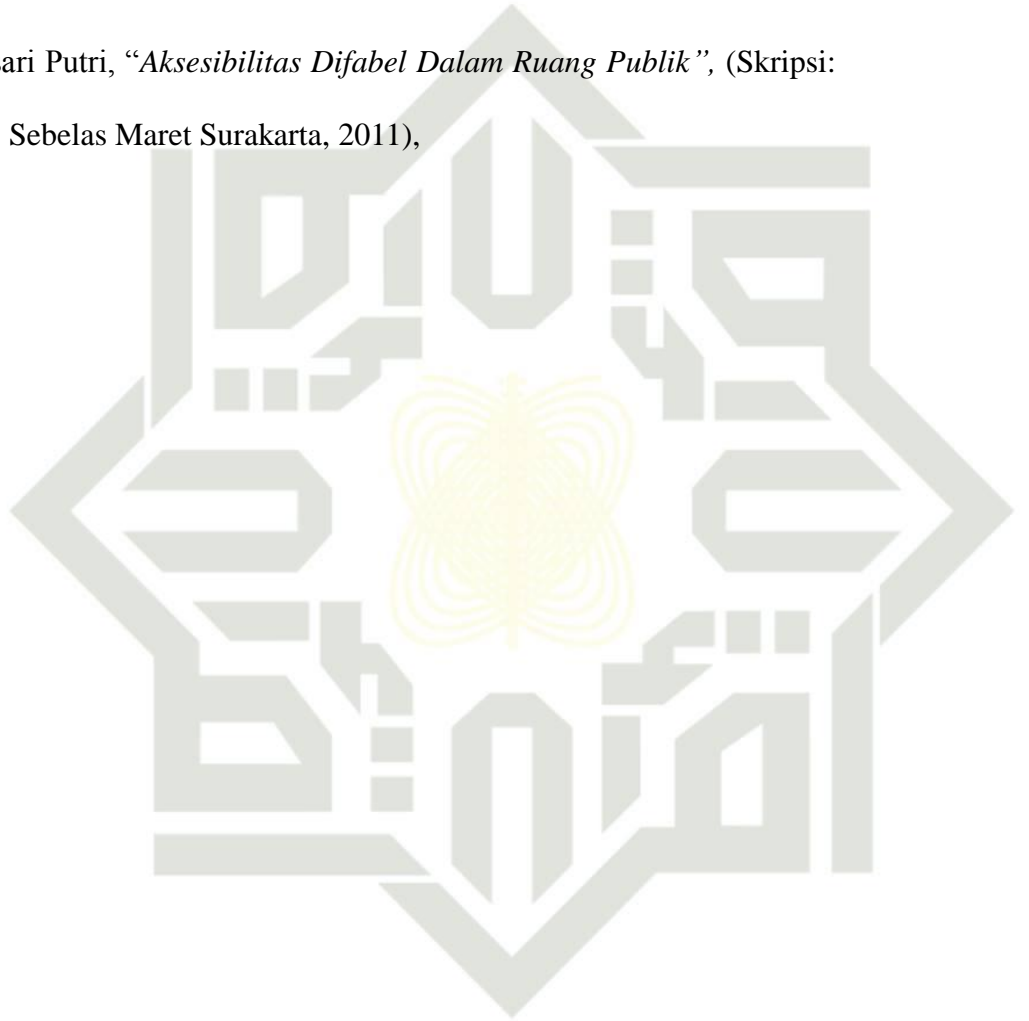 ari Putri, “Aksesibilitas Difabel Dalam Ruang Publik”, (Skripsi:
Sebelas Maret Surakarta, 2011),